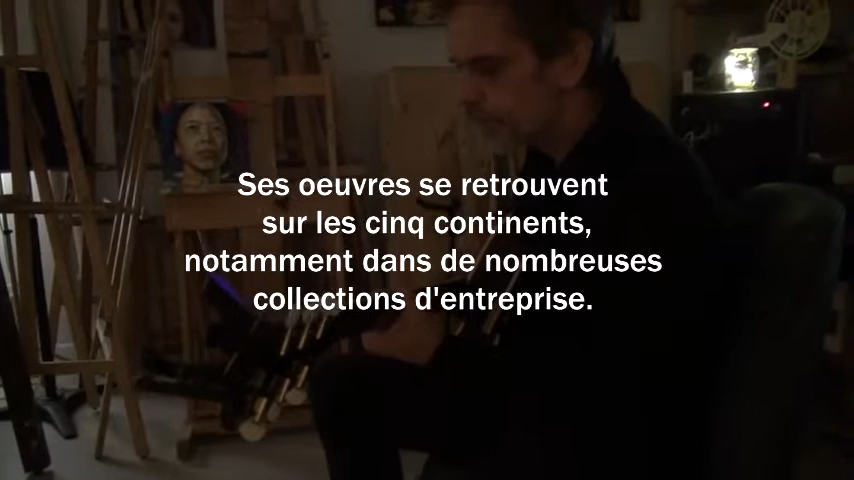 Ses oeuvres se retrouvent
sur les cinq continents,
notamment dans de nombreuses
collections d'entreprise.